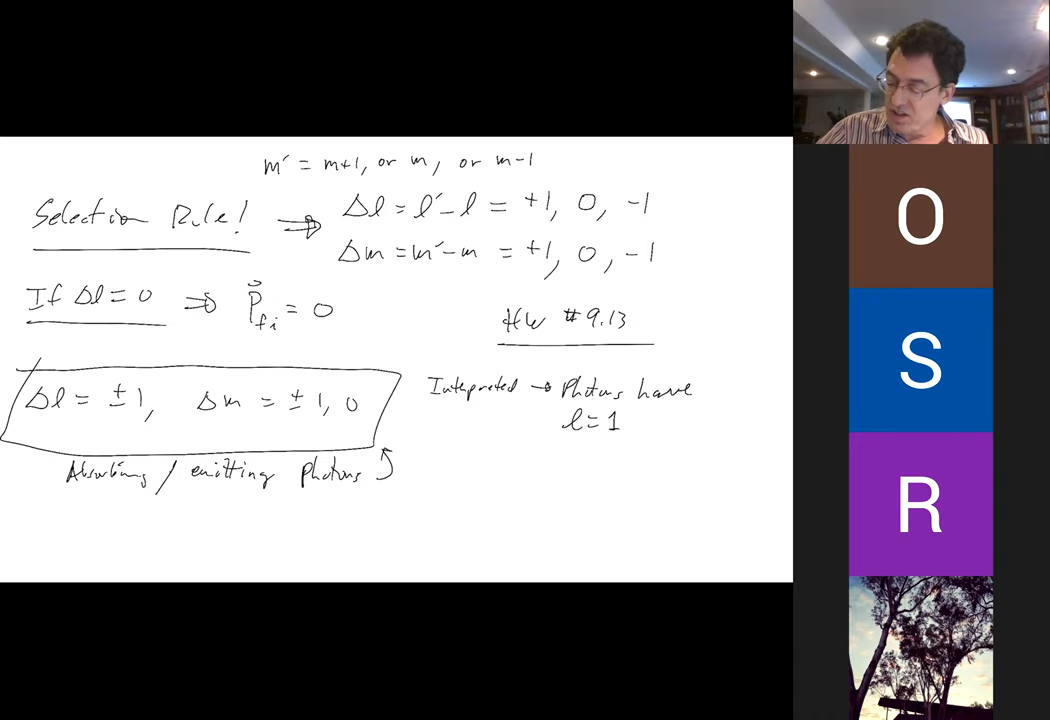 m′ = m+1, or m, or m-1
Selection Rule! ⇒ Δl = l′-l = +1, 0, -1
Δm = m′-m = +1, 0, -1
If Δl=0 ⇒ P⃗fi = 0
HW #9.13
Δl = ±1, Δm = ±1, 0
Interpreted → Photons have
l=1
Absorbing / emitting photons
O
S
R